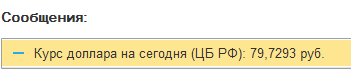 Сообщения:
— Курс доллара на сегодня (ЦБ РФ): 79,7293 руб.